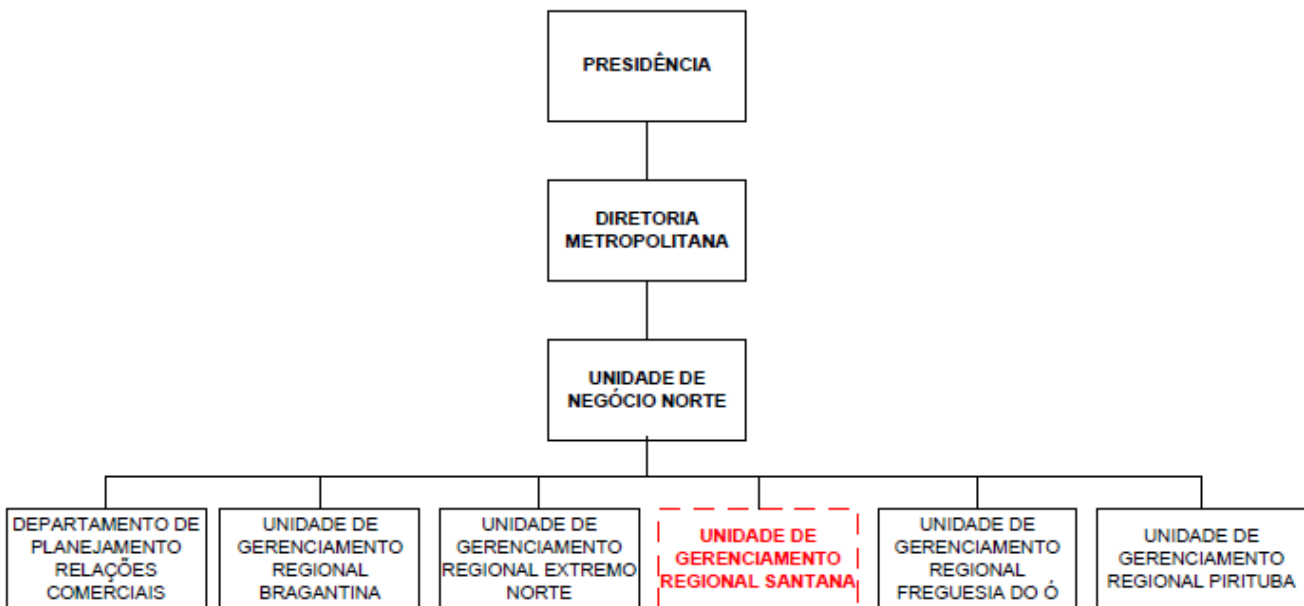 PRESIDÊNCIA
DIRETORIA
METROPOLITANA
UNIDADE DE
NEGÓCIO NORTE
DEPARTAMENTO DE
PLANEJAMENTO
RELAÇÕES
COMERCIAIS
UNIDADE DE
GERENCIAMENTO
REGIONAL
BRAGANTINA
UNIDADE DE
GERENCIAMENTO
REGIONAL EXTREMO
NORTE
UNIDADE DE
GERENCIAMENTO
REGIONAL SANTANA
UNIDADE DE
GERENCIAMENTO
REGIONAL
FREGUESIA DO Ó
UNIDADE DE
GERENCIAMENTO
REGIONAL PIRITUBA